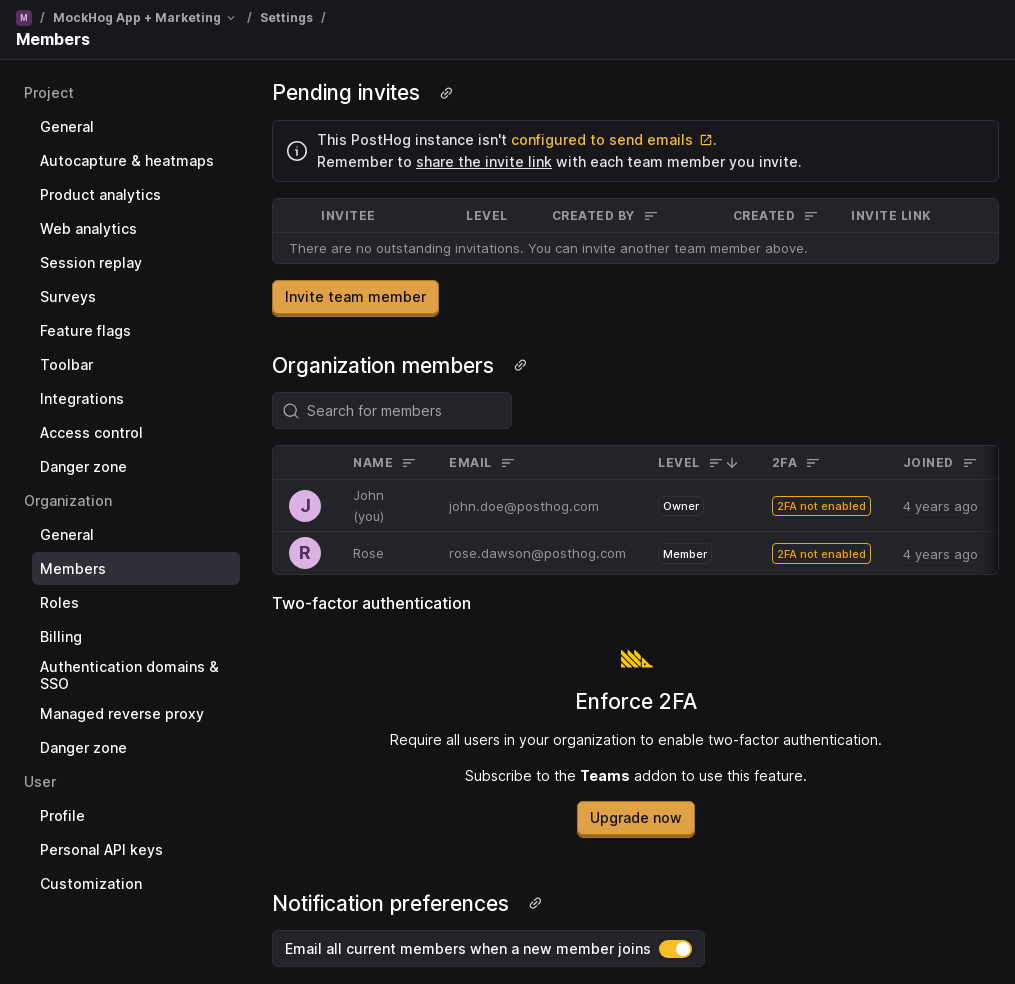 M / MockHog App + Marketing / Settings /
Members
Project
General
Autocapture & heatmaps
Product analytics
Web analytics
Session replay
Surveys
Feature flags
Toolbar
Integrations
Access control
Danger zone
Organization
General
Members
Roles
Billing
Authentication domains &
SSO
Managed reverse proxy
Danger zone
User
Profile
Personal API keys
Customization
Pending invites
This PostHog instance isn't configured to send emails.
Remember to share the invite link with each team member you invite.
INVITEE LEVEL CREATED BY CREATED INVITE LINK
There are no outstanding invitations. You can invite another team member above.
Invite team member
Organization members
Search for members
NAME EMAIL LEVEL 2FA JOINED
J John (you) john.doe@posthog.com Owner 2FA not enabled 4 years ago
R Rose rose.dawson@posthog.com Member 2FA not enabled 4 years ago
Two-factor authentication
Enforce 2FA
Require all users in your organization to enable two-factor authentication.
Subscribe to the Teams addon to use this feature.
Upgrade now
Notification preferences
Email all current members when a new member joins